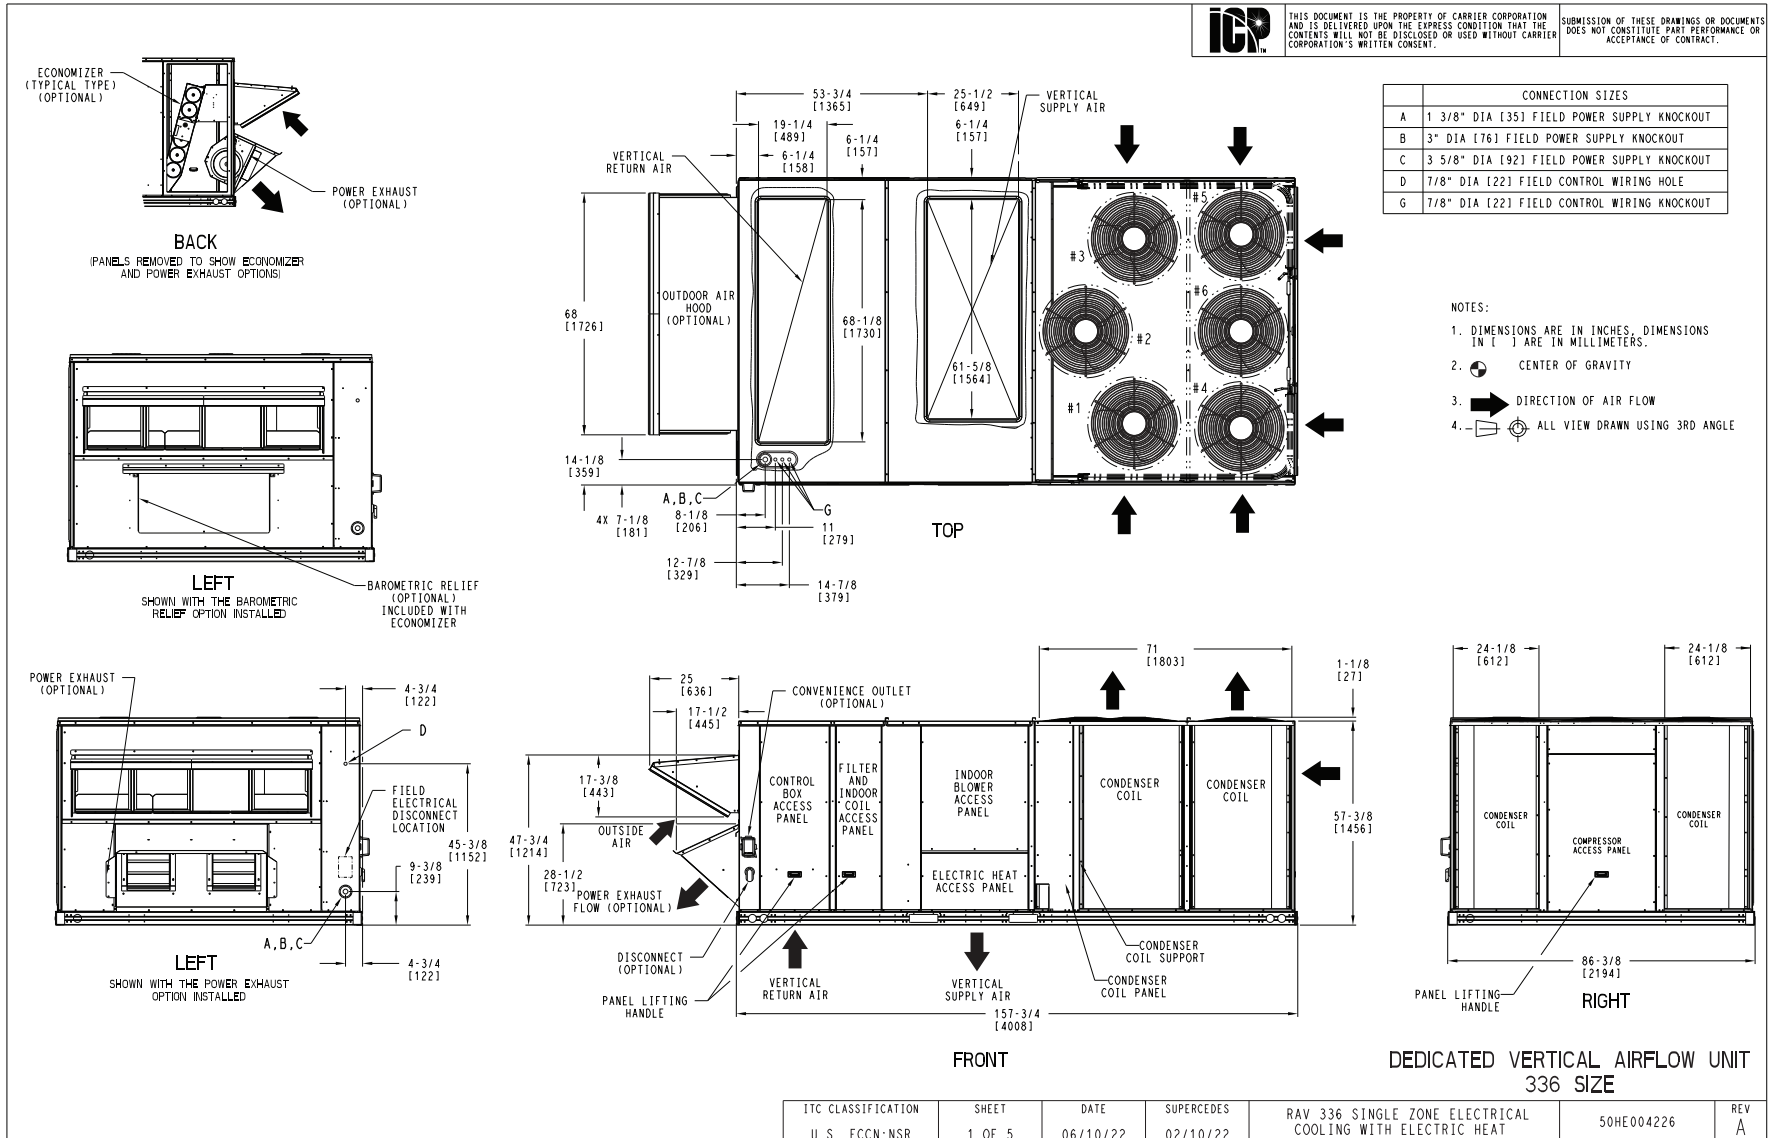 ICP
TM
THIS DOCUMENT IS THE PROPERTY OF CARRIER CORPORATION
AND IS DELIVERED UPON THE EXPRESS CONDITION THAT THE
CONTENTS WILL NOT BE DISCLOSED OR USED WITHOUT CARRIER
CORPORATION'S WRITTEN CONSENT.
SUBMISSION OF THESE DRAWINGS OR DOCUMENTS
DOES NOT CONSTITUTE PART PERFORMANCE OR
ACCEPTANCE OF CONTRACT.
ECONOMIZER
(TYPICAL TYPE)
(OPTIONAL)
POWER EXHAUST
(OPTIONAL)
BACK
(PANELS REMOVED TO SHOW ECONOMIZER
AND POWER EXHAUST OPTIONS)
53-3/4
[1365]
25-1/2
[649]
VERTICAL
SUPPLY AIR
19-1/4
[489]
6-1/4
[157]
6-1/4
[157]
6-1/4
[158]
VERTICAL
RETURN AIR
68
[1726]
OUTDOOR AIR
HOOD
(OPTIONAL)
68-1/8
[1730]
61-5/8
[1564]
#5
#3
#6
#2
#4
#1
14-1/8
[359]
4X 7-1/8
[181]
A,B,C
8-1/8
[206]
G
11
[279]
12-7/8
[329]
14-7/8
[379]
TOP
CONNECTION SIZES
A 1 3/8" DIA [35] FIELD POWER SUPPLY KNOCKOUT
B 3" DIA [76] FIELD POWER SUPPLY KNOCKOUT
C 3 5/8" DIA [92] FIELD POWER SUPPLY KNOCKOUT
D 7/8" DIA [22] FIELD CONTROL WIRING HOLE
G 7/8" DIA [22] FIELD CONTROL WIRING KNOCKOUT
NOTES:
1. DIMENSIONS ARE IN INCHES, DIMENSIONS
IN [ ] ARE IN MILLIMETERS.
2. CENTER OF GRAVITY
3. DIRECTION OF AIR FLOW
4. ALL VIEW DRAWN USING 3RD ANGLE
LEFT
SHOWN WITH THE BAROMETRIC
RELIEF OPTION INSTALLED
BAROMETRIC RELIEF
(OPTIONAL)
INCLUDED WITH
ECONOMIZER
POWER EXHAUST
(OPTIONAL)
4-3/4
[122]
D
FIELD
ELECTRICAL
DISCONNECT
LOCATION
45-3/8
[1152]
9-3/8
[239]
A,B,C
4-3/4
[122]
LEFT
SHOWN WITH THE POWER EXHAUST
OPTION INSTALLED
25
[636]
17-1/2
[445]
CONVENIENCE OUTLET
(OPTIONAL)
71
[1803]
1-1/8
[27]
17-3/8
[443]
OUTSIDE
AIR
47-3/4
[1214]
28-1/2
[723]
POWER EXHAUST
FLOW (OPTIONAL)
CONTROL
BOX
ACCESS
PANEL
FILTER
AND
INDOOR
COIL
ACCESS
PANEL
INDOOR
BLOWER
ACCESS
PANEL
ELECTRIC HEAT
ACCESS PANEL
CONDENSER
COIL
CONDENSER
COIL
57-3/8
[1456]
DISCONNECT
(OPTIONAL)
PANEL LIFTING
HANDLE
VERTICAL
RETURN AIR
VERTICAL
SUPPLY AIR
CONDENSER
COIL SUPPORT
CONDENSER
COIL PANEL
157-3/4
[4008]
FRONT
24-1/8
[612]
24-1/8
[612]
CONDENSER
COIL
COMPRESSOR
ACCESS PANEL
CONDENSER
COIL
86-3/8
[2194]
PANEL LIFTING
HANDLE
RIGHT
DEDICATED VERTICAL AIRFLOW UNIT
336 SIZE
ITC CLASSIFICATION
U.S. ECCN:NSR
SHEET
1 OF 5
DATE
06/10/22
SUPERCEDES
02/10/22
RAV 336 SINGLE ZONE ELECTRICAL
COOLING WITH ELECTRIC HEAT
50HE004226
REV
A